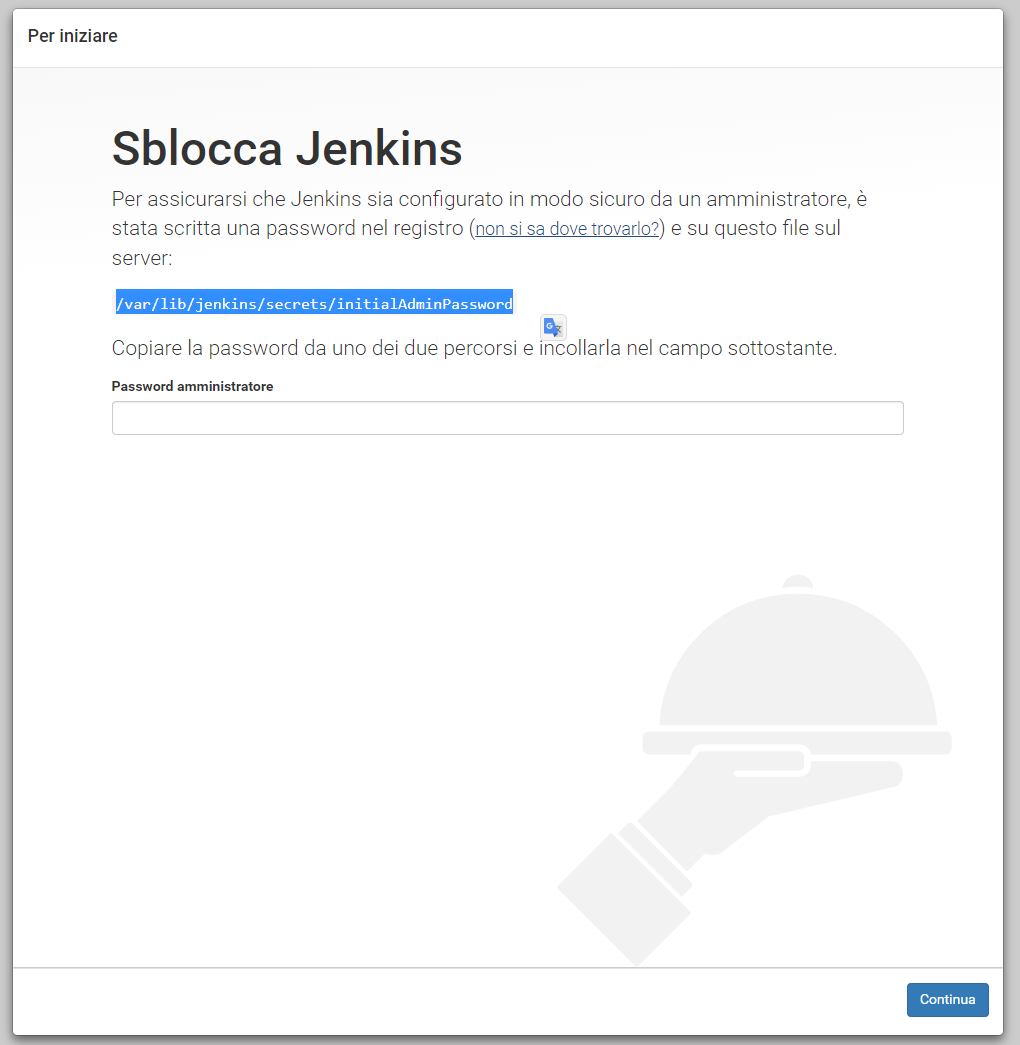 Per iniziare
Sblocca Jenkins
Per assicurarsi che Jenkins sia configurato in modo sicuro da un amministratore, è
stata scritta una password nel registro (non si sa dove trovarlo?) e su questo file sul
server:
/var/lib/jenkins/secrets/initialAdminPassword
Copiare la password da uno dei due percorsi e incollarla nel campo sottostante.
Password amministratore
Continua